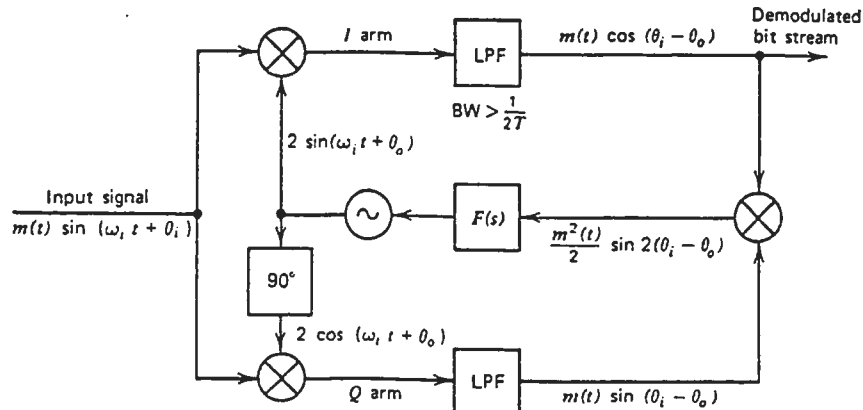 Demodulated
bit stream
I arm
LPF
m(t) cos (θi − θo)
BW > 1/2T
2 sin(ωi t + θo)
Input signal
m(t) sin (ωi t + θi)
~
F(s)
m²(t)/2 sin 2(θi − θo)
90°
2 cos (ωi t + θo)
Q arm
LPF
m(t) sin (θi − θo)